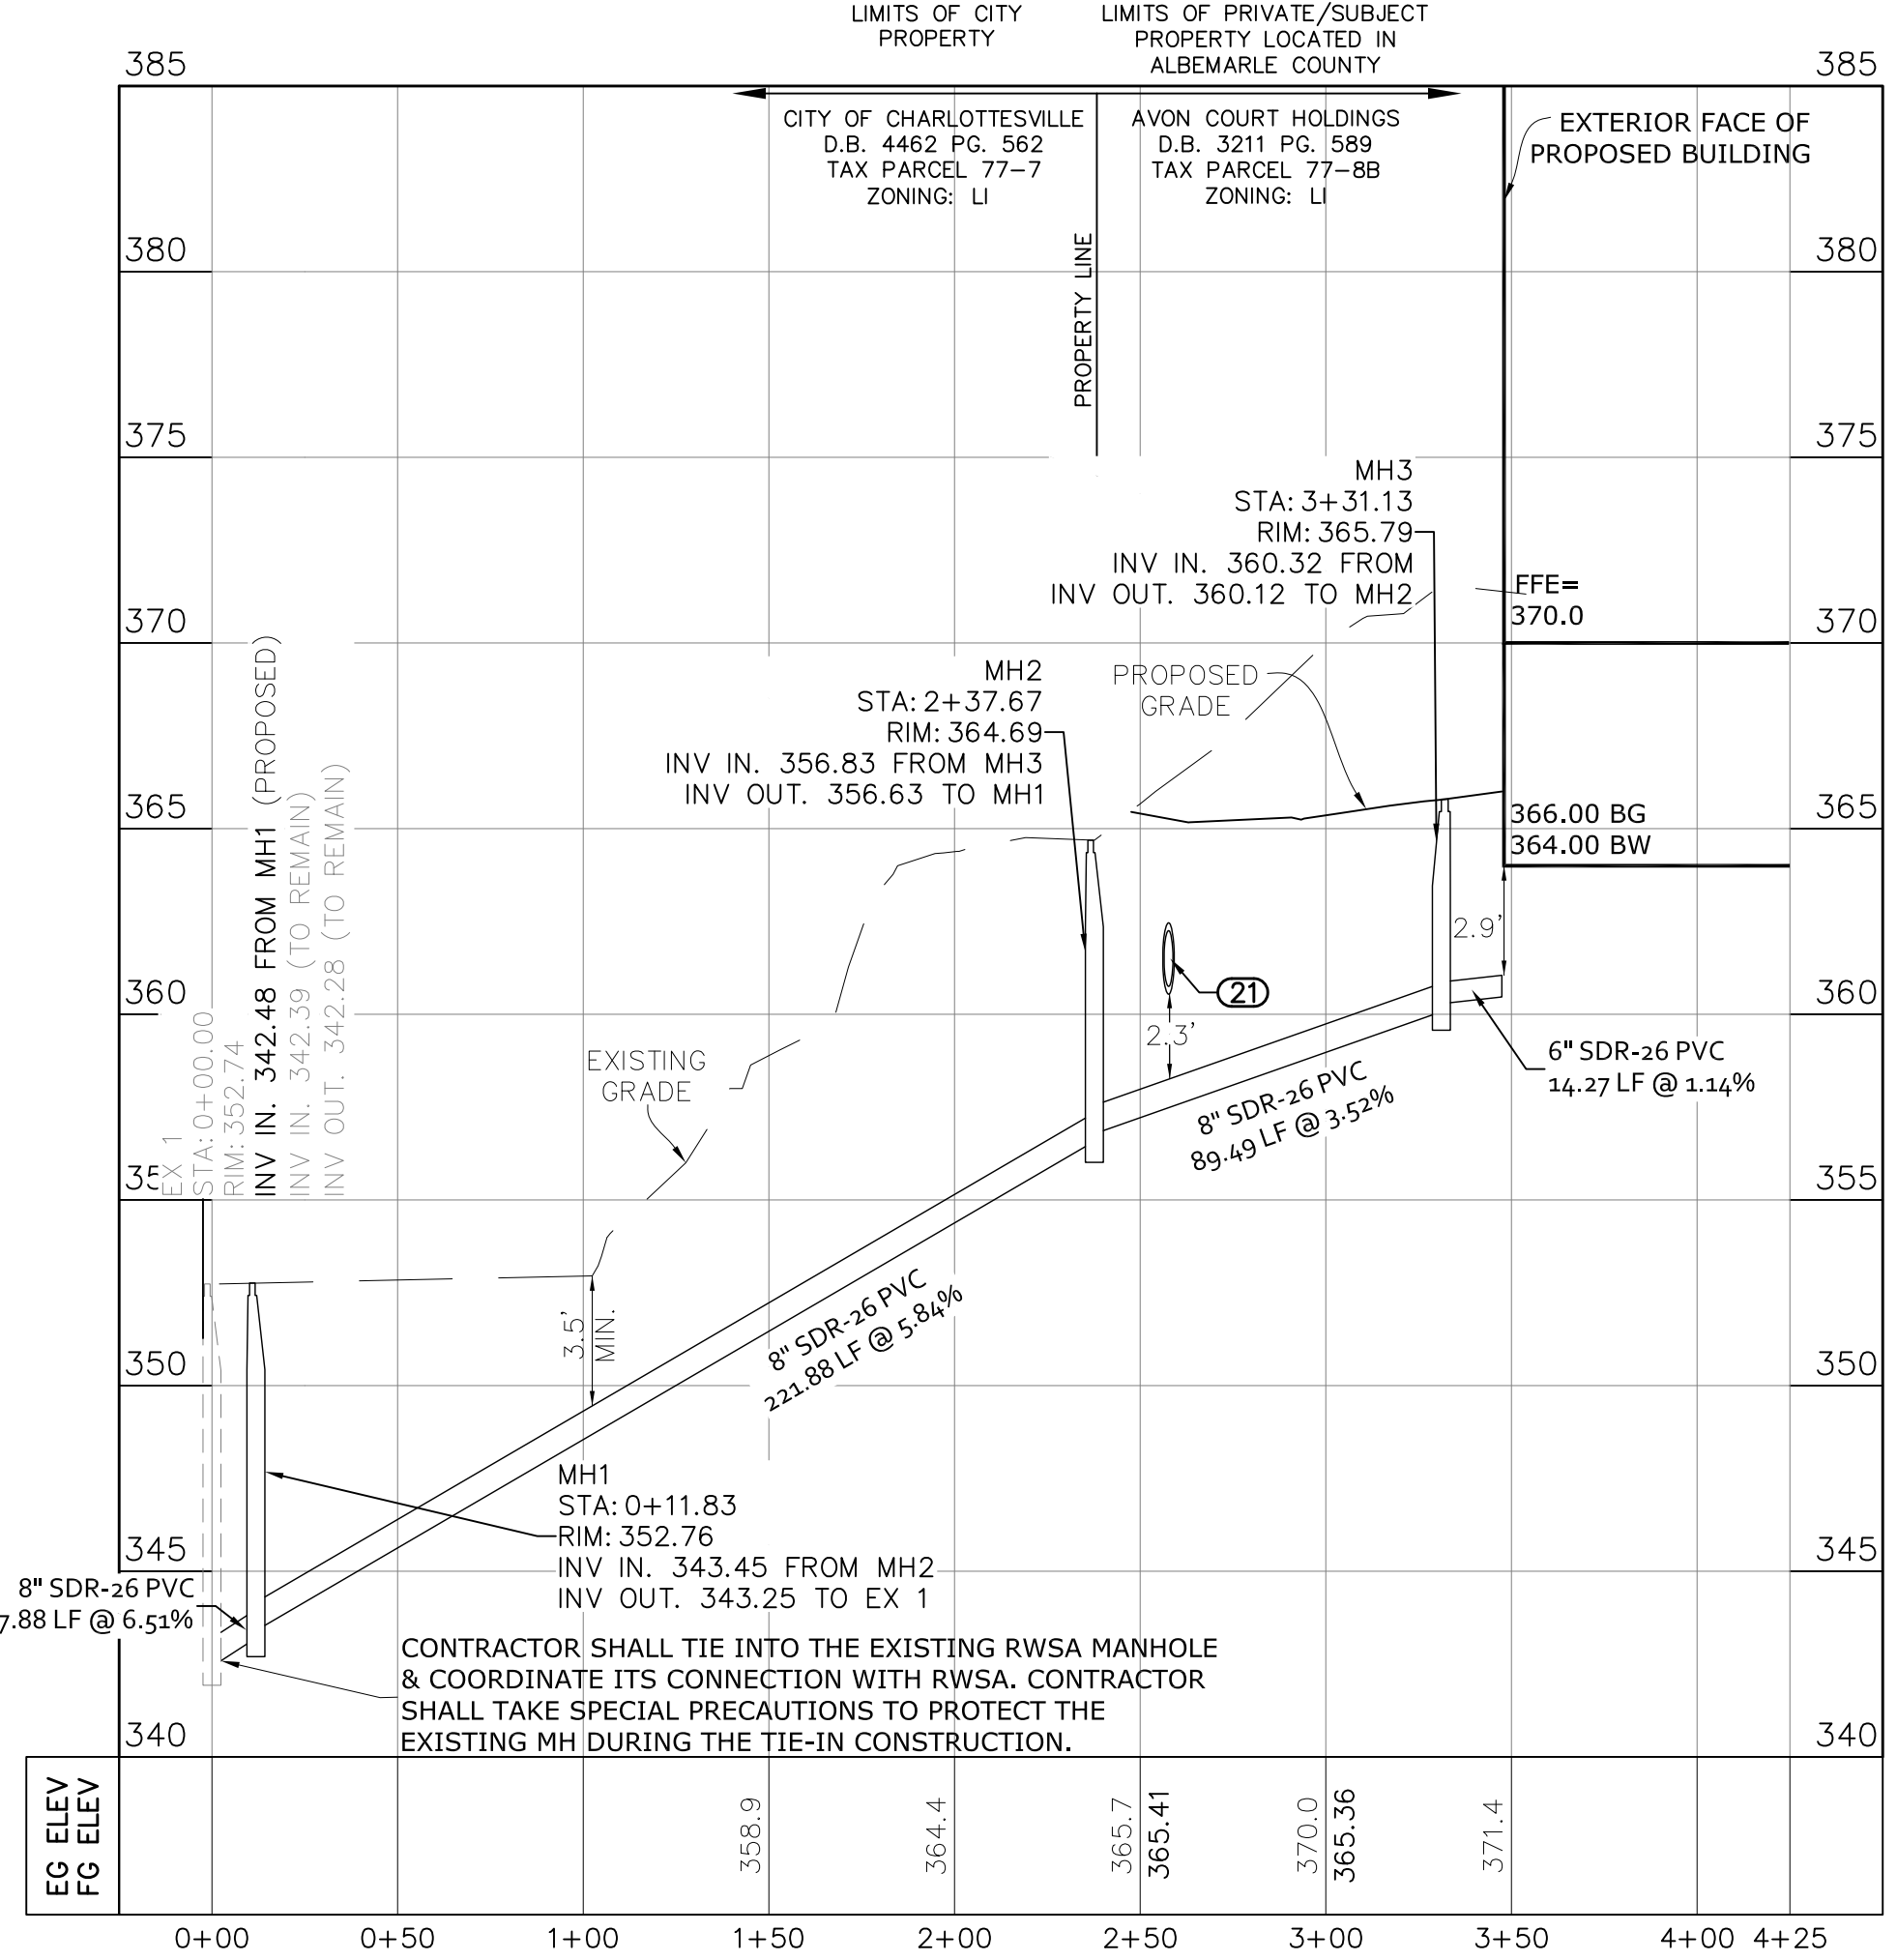 LIMITS OF CITY
PROPERTY
LIMITS OF PRIVATE/SUBJECT
PROPERTY LOCATED IN
ALBEMARLE COUNTY
385
385
CITY OF CHARLOTTESVILLE
D.B. 4462 PG. 562
TAX PARCEL 77-7
ZONING: LI
AVON COURT HOLDINGS
D.B. 3211 PG. 589
TAX PARCEL 77-8B
ZONING: LI
EXTERIOR FACE OF
PROPOSED BUILDING
380
380
PROPERTY LINE
375
375
MH3
STA: 3+31.13
RIM: 365.79
INV IN. 360.32 FROM
INV OUT. 360.12 TO MH2
FFE=
370.0
370
370
MH2
STA: 2+37.67
RIM: 364.69
INV IN. 356.83 FROM MH3
INV OUT. 356.63 TO MH1
PROPOSED
GRADE
365
365
366.00 BG
364.00 BW
2.9'
21
2.3'
360
360
EX 1
STA: 0+00.00
RIM: 352.74
INV IN. 342.48 FROM MH1 (PROPOSED)
INV IN. 342.39 (TO REMAIN)
INV OUT. 342.28 (TO REMAIN)
EXISTING
GRADE
6" SDR-26 PVC
14.27 LF @ 1.14%
8" SDR-26 PVC
89.49 LF @ 3.52%
355
3.5'
MIN.
8" SDR-26 PVC
221.88 LF @ 5.84%
350
350
MH1
STA: 0+11.83
RIM: 352.76
INV IN. 343.45 FROM MH2
INV OUT. 343.25 TO EX 1
345
345
8" SDR-26 PVC
7.88 LF @ 6.51%
CONTRACTOR SHALL TIE INTO THE EXISTING RWSA MANHOLE
& COORDINATE ITS CONNECTION WITH RWSA. CONTRACTOR
SHALL TAKE SPECIAL PRECAUTIONS TO PROTECT THE
EXISTING MH DURING THE TIE-IN CONSTRUCTION.
340
340
EG ELEV
FG ELEV
358.9
364.4
365.7
365.41
370.0
365.36
371.4
0+00
0+50
1+00
1+50
2+00
2+50
3+00
3+50
4+00
4+25